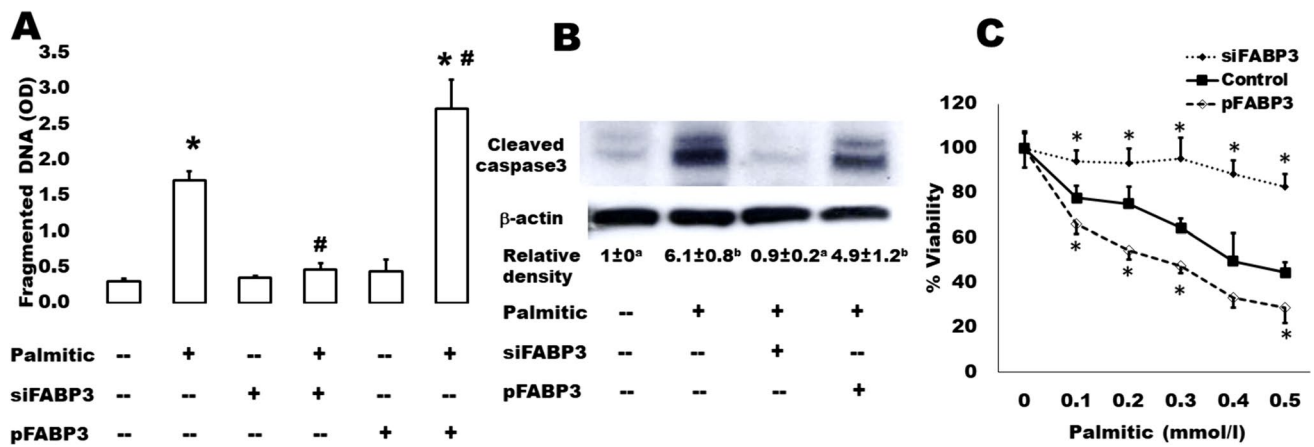 A
Fragmented DNA (OD)
3.5
3.0
2.5
2.0
1.5
1.0
0.5
0.0
*
#
* #
Palmitic -- + -- + -- +
siFABP3 -- -- + + -- --
pFABP3 -- -- -- -- + +
B
Cleaved
caspase3
β-actin
Relative
density
1±0ᵃ 6.1±0.8ᵇ 0.9±0.2ᵃ 4.9±1.2ᵇ
Palmitic -- + + +
siFABP3 -- -- + --
pFABP3 -- -- -- +
C
siFABP3
Control
pFABP3
% Viability
120
100
80
60
40
20
0
* * * * *
* * * *
0 0.1 0.2 0.3 0.4 0.5
Palmitic (mmol/l)